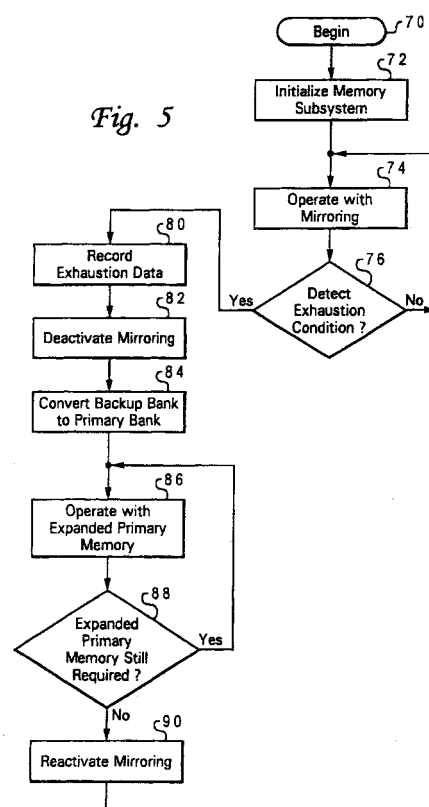 Begin
70
72
Initialize Memory
Subsystem
Fig. 5
74
Operate with
Mirroring
76
Detect
Exhaustion
Condition ?
Yes
No
80
Record
Exhaustion Data
82
Deactivate Mirroring
84
Convert Backup Bank
to Primary Bank
86
Operate with
Expanded Primary
Memory
88
Expanded
Primary
Memory Still
Required ?
Yes
No
90
Reactivate Mirroring